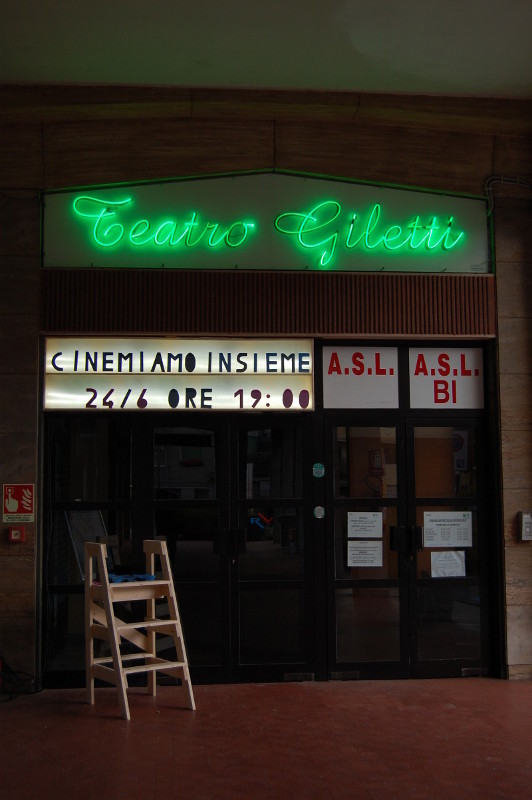 Teatro Giletti
CINEMIAMO INSIEME
24/6 ORE 19:00
A.S.L.
A.S.L.
BI